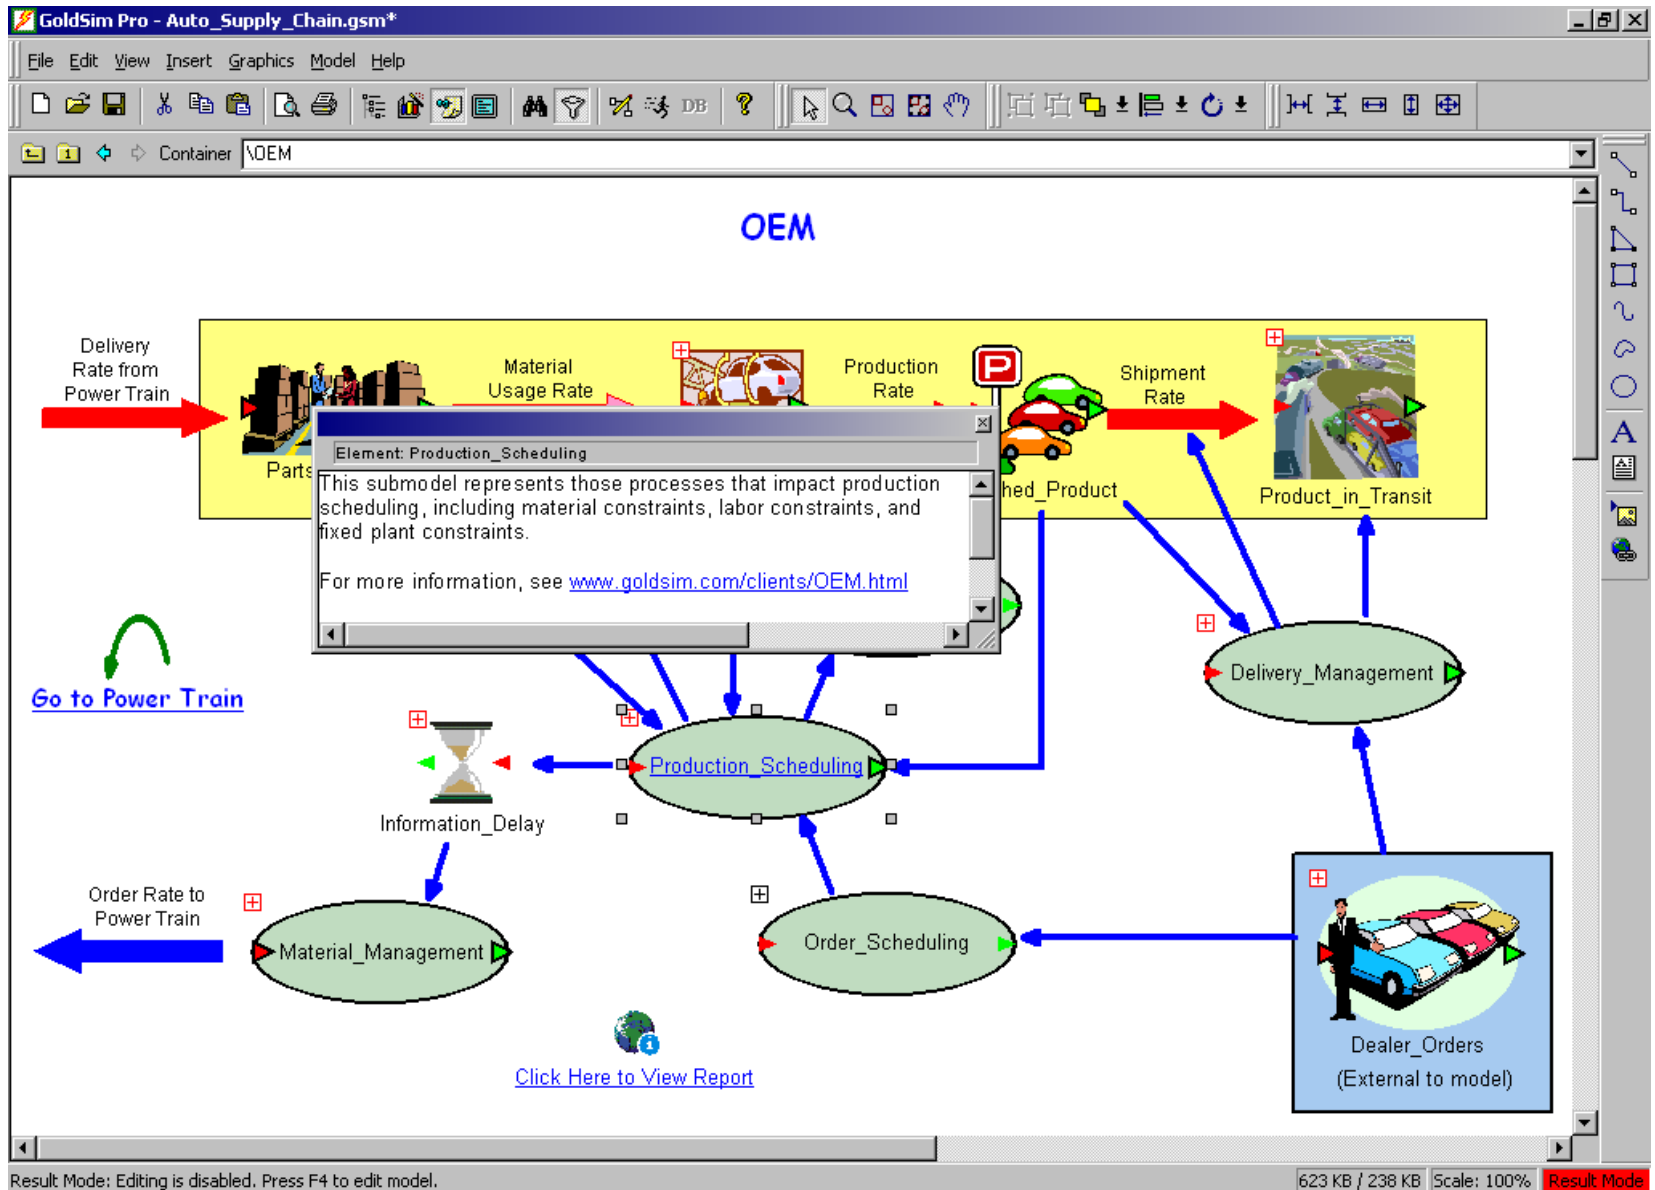 GoldSim Pro - Auto_Supply_Chain.gsm*
File Edit View Insert Graphics Model Help
DB
Container \OEM
OEM
Delivery
Rate from
Power Train
Material
Usage Rate
Production
Rate
P
Shipment
Rate
Parts
hed_Product
Product_in_Transit
Element: Production_Scheduling
This submodel represents those processes that impact production
scheduling, including material constraints, labor constraints, and
fixed plant constraints.
For more information, see www.goldsim.com/clients/OEM.html
Go to Power Train
Delivery_Management
Production_Scheduling
Information_Delay
Order Rate to
Power Train
Material_Management
Order_Scheduling
Dealer_Orders
(External to model)
Click Here to View Report
Result Mode: Editing is disabled. Press F4 to edit model.
623 KB / 238 KB Scale: 100% Result Mode